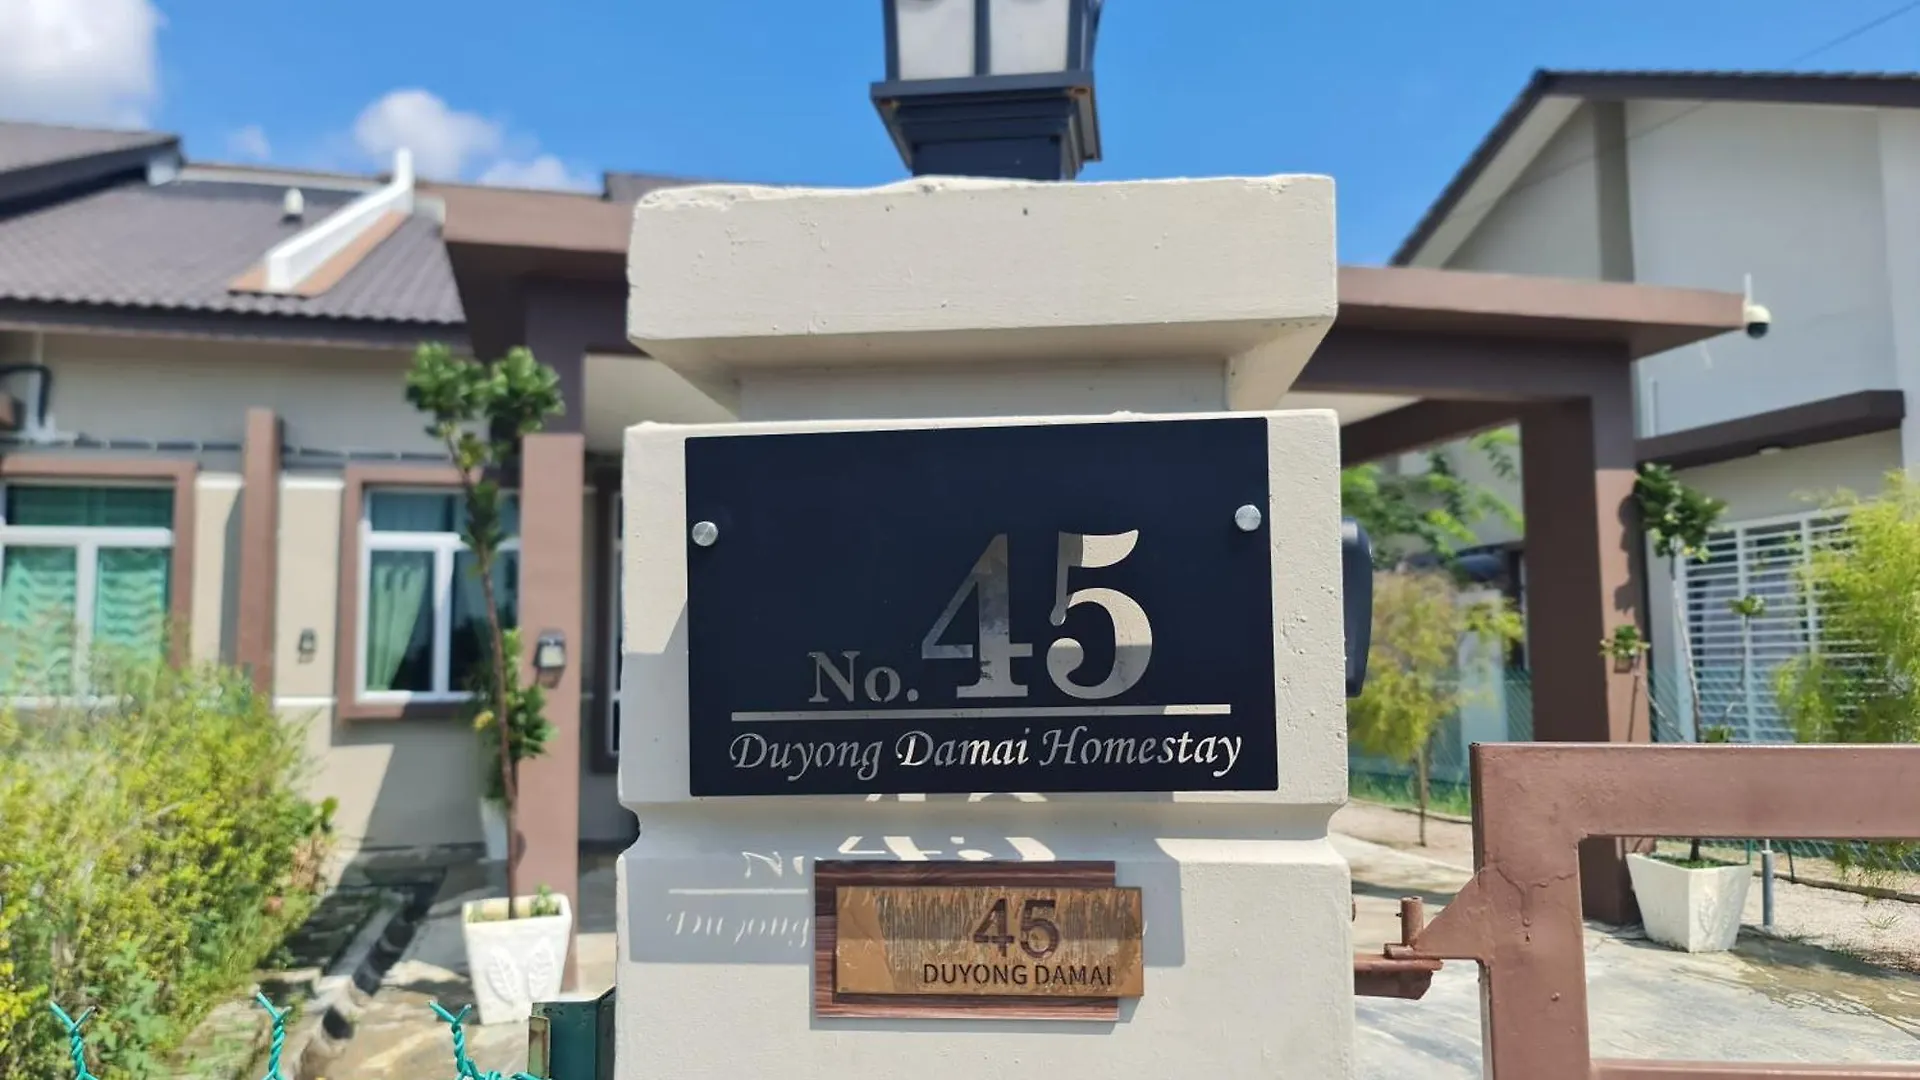 No. 45
Duyong Damai Homestay
45
DUYONG DAMAI